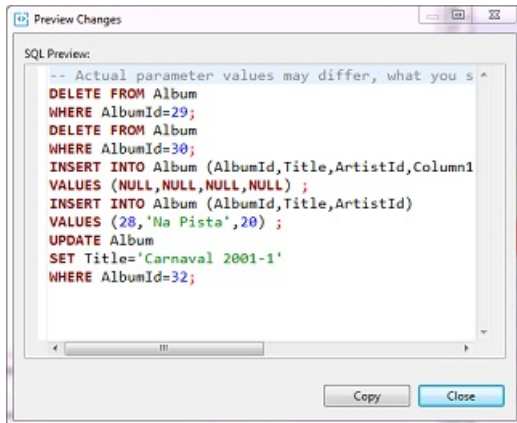 Preview Changes
SQL Preview:
-- Actual parameter values may differ, what you s
DELETE FROM Album
WHERE AlbumId=29;
DELETE FROM Album
WHERE AlbumId=30;
INSERT INTO Album (AlbumId,Title,ArtistId,Column1
VALUES (NULL,NULL,NULL,NULL) ;
INSERT INTO Album (AlbumId,Title,ArtistId)
VALUES (28,'Na Pista',20) ;
UPDATE Album
SET Title='Carnaval 2001-1'
WHERE AlbumId=32;
Copy Close